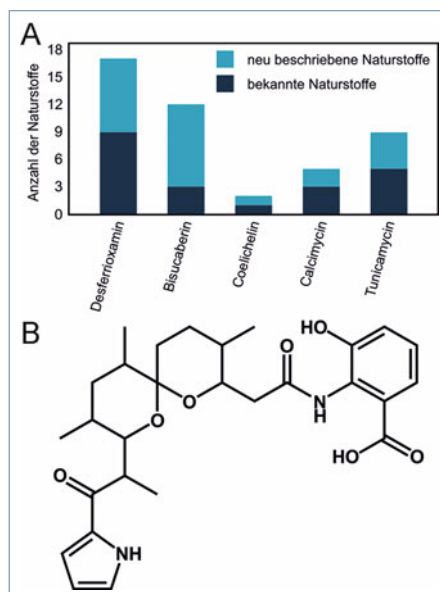 A
Anzahl der Naturstoffe
18
15
12
9
6
3
0
neu beschriebene Naturstoffe
bekannte Naturstoffe
Desferrioxamin
Bisucaberin
Coelichelin
Calcimycin
Tunicamycin
B
HO
O
O
O
N
H
HO
O
O
NH